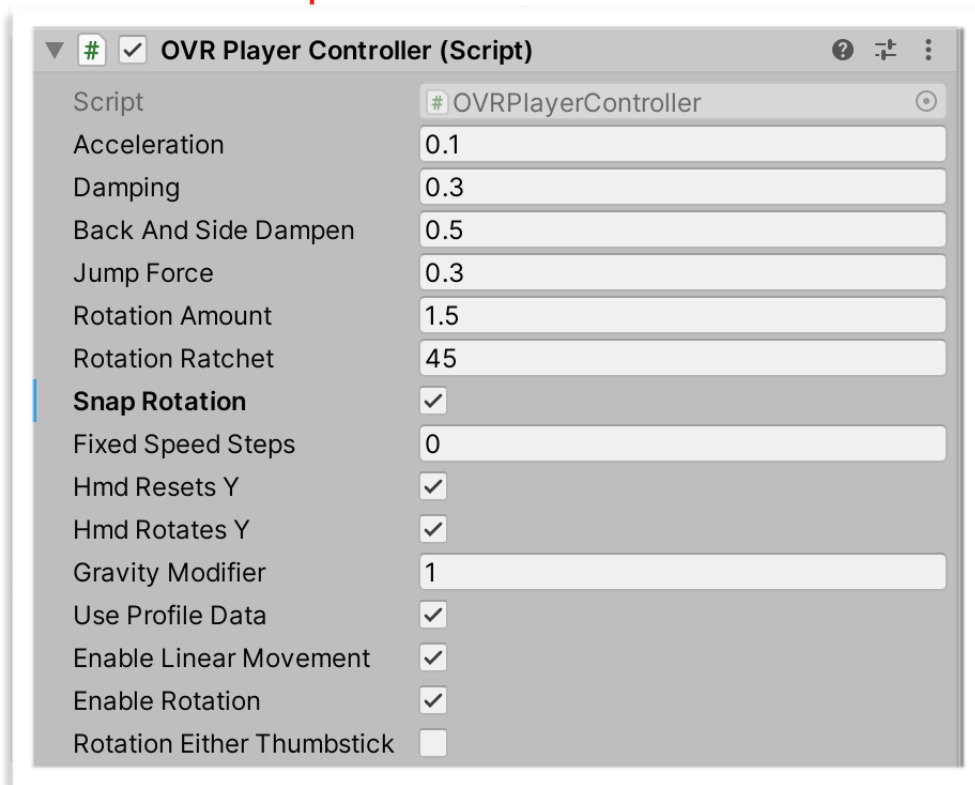 OVR Player Controller (Script)
Script # OVRPlayerController
Acceleration 0.1
Damping 0.3
Back And Side Dampen 0.5
Jump Force 0.3
Rotation Amount 1.5
Rotation Ratchet 45
Snap Rotation
Fixed Speed Steps 0
Hmd Resets Y
Hmd Rotates Y
Gravity Modifier 1
Use Profile Data
Enable Linear Movement
Enable Rotation
Rotation Either Thumbstick